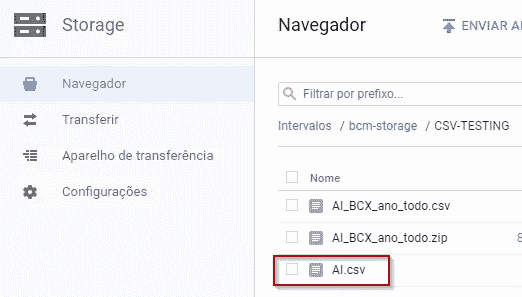 Storage
Navegador
Transferir
Aparelho de transferência
Configurações
Navegador
ENVIAR
Filtrar por prefixo...
Intervalos / bcm-storage / CSV-TESTING
Nome
AI_BCX_ano_todo.csv
AI_BCX_ano_todo.zip 8
AI.csv